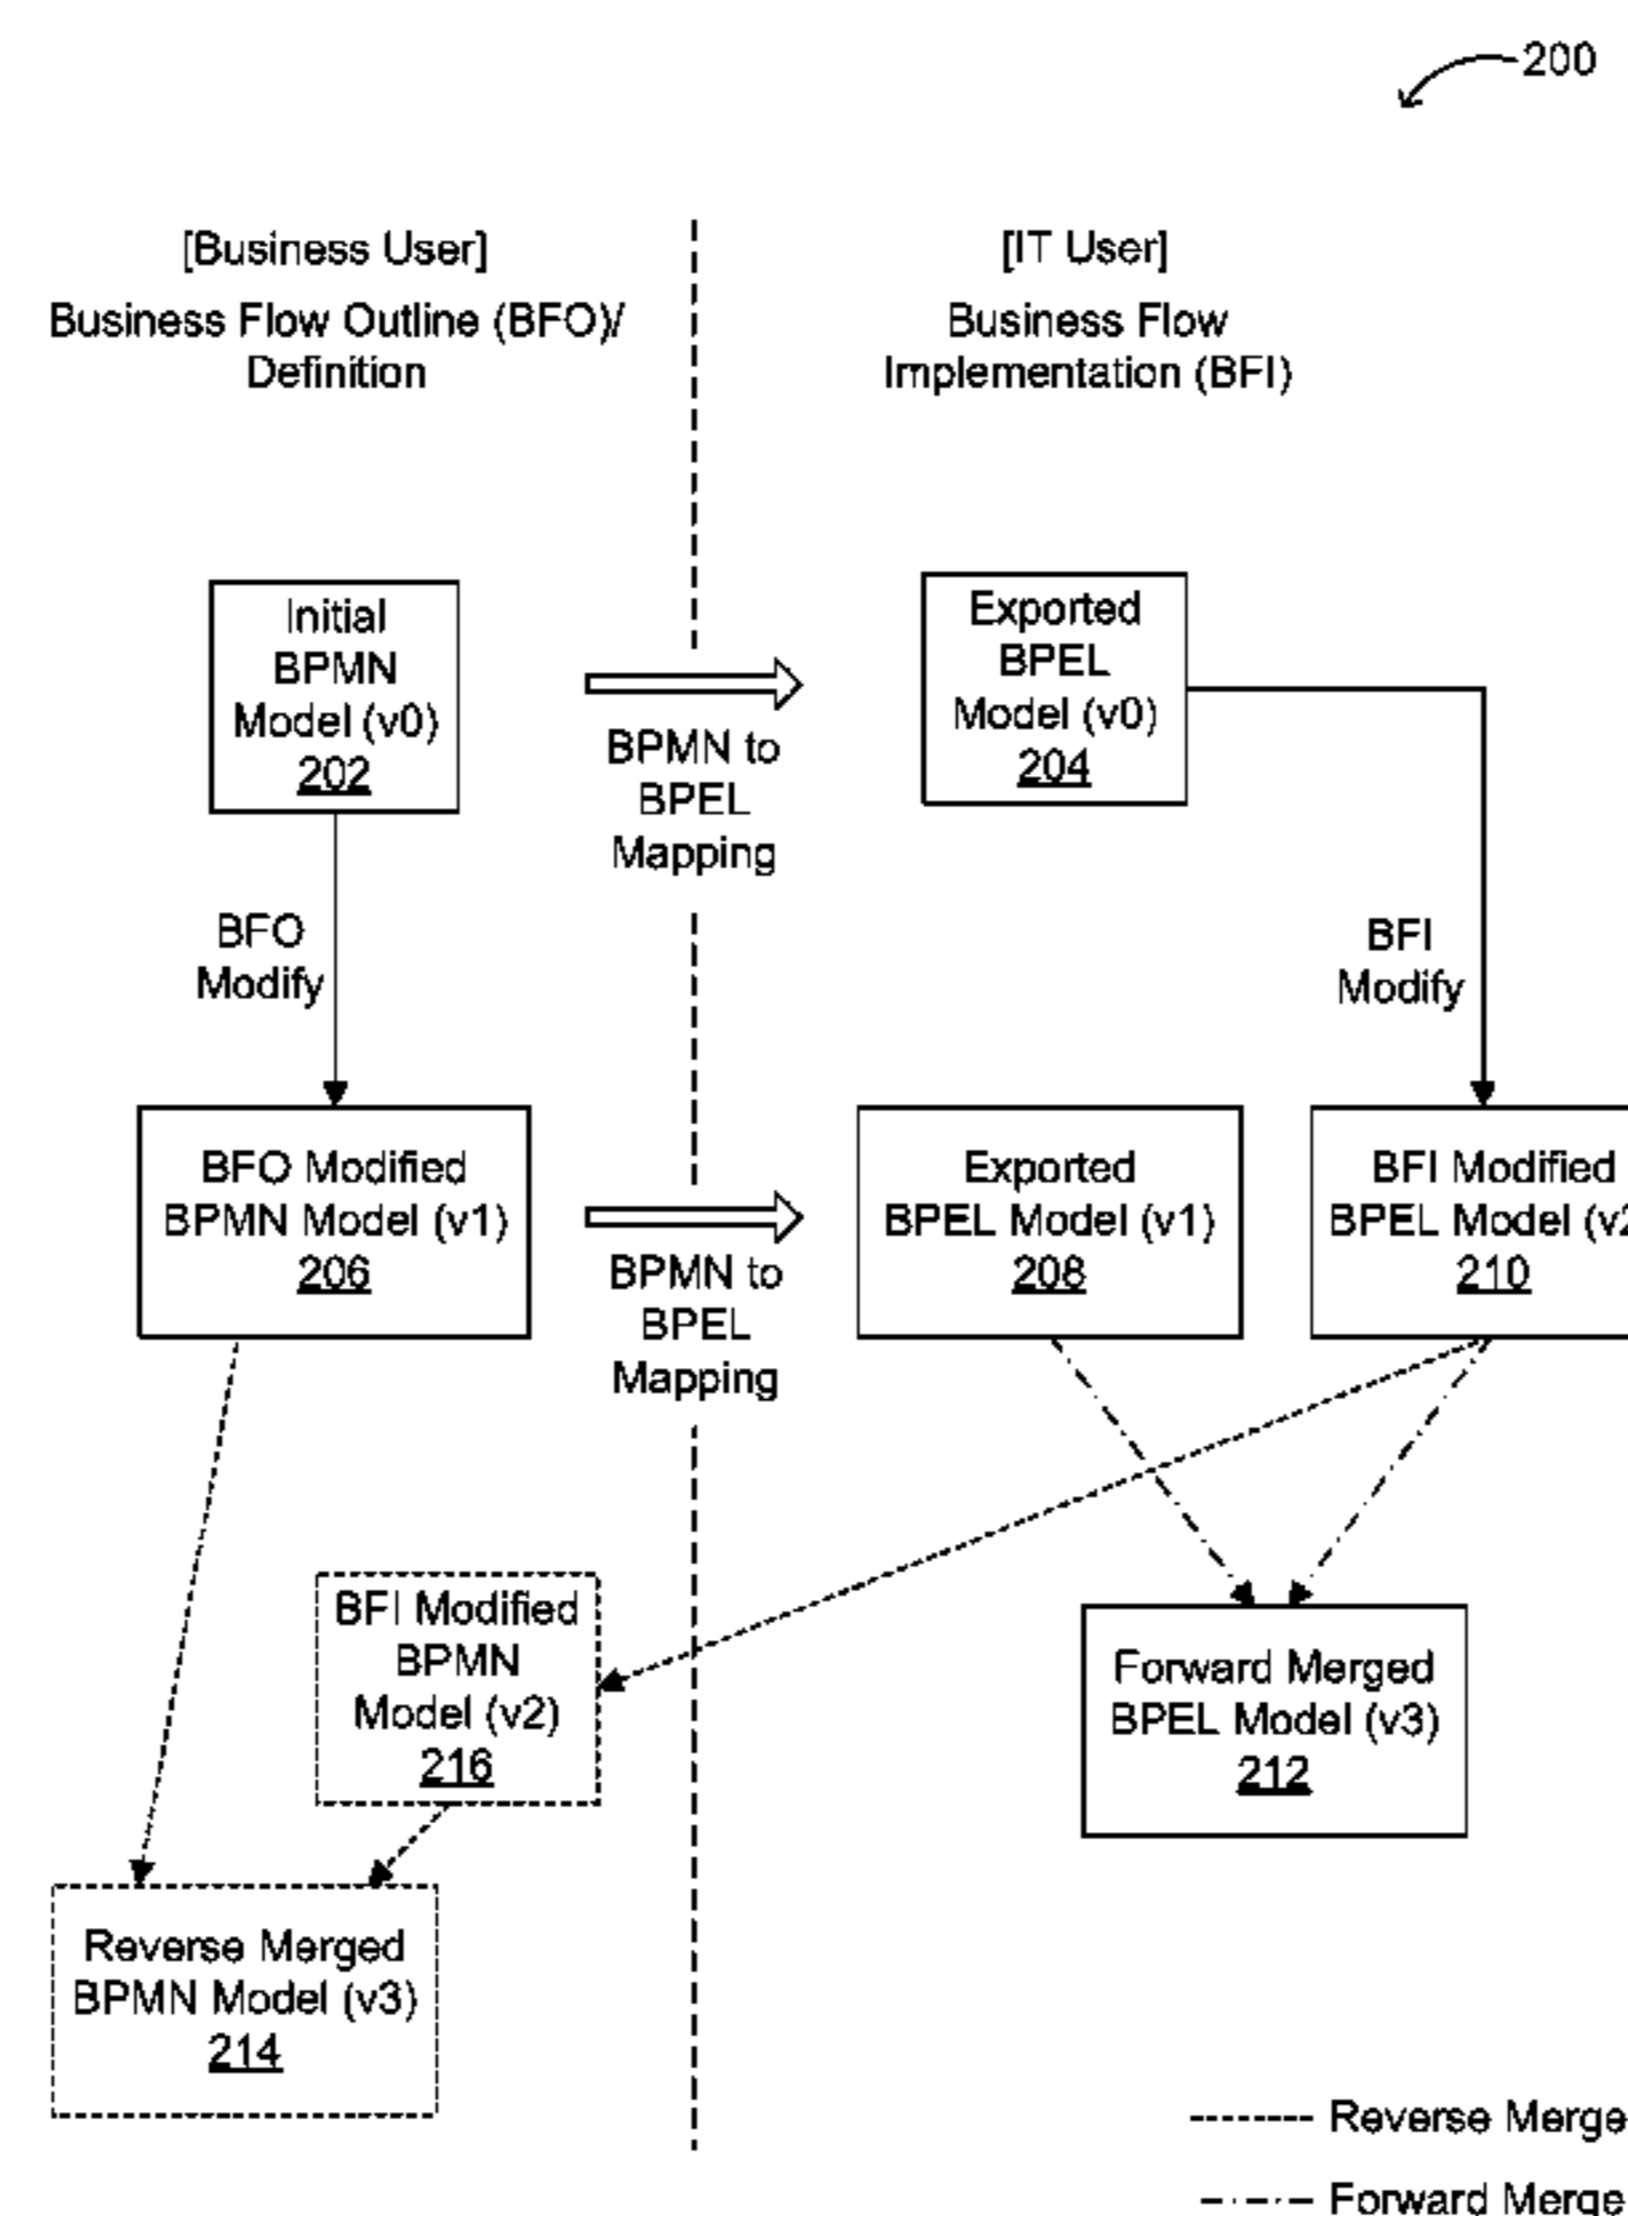 200
[Business User]
Business Flow Outline (BFO)/
Definition
[IT User]
Business Flow
Implementation (BFI)
Initial
BPMN
Model (v0)
202
BPMN to
BPEL
Mapping
Exported
BPEL
Model (v0)
204
BFO
Modify
BFI
Modify
BFO Modified
BPMN Model (v1)
206
BPMN to
BPEL
Mapping
Exported
BPEL Model (v1)
208
BFI Modified
BPEL Model (v2
210
BFI Modified
BPMN
Model (v2)
216
Forward Merged
BPEL Model (v3)
212
Reverse Merged
BPMN Model (v3)
214
Reverse Merge
Forward Merge